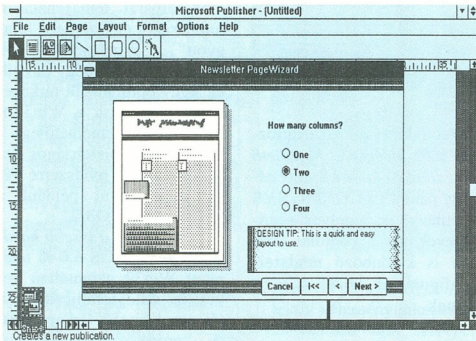 Microsoft Publisher - (Untitled)
File Edit Page Layout Format Options Help
Newsletter PageWizard
How many columns?
One
Two
Three
Four
DESIGN TIP: This is a quick and easy
layout to use.
Cancel |<< < Next >
Creates a new publication.